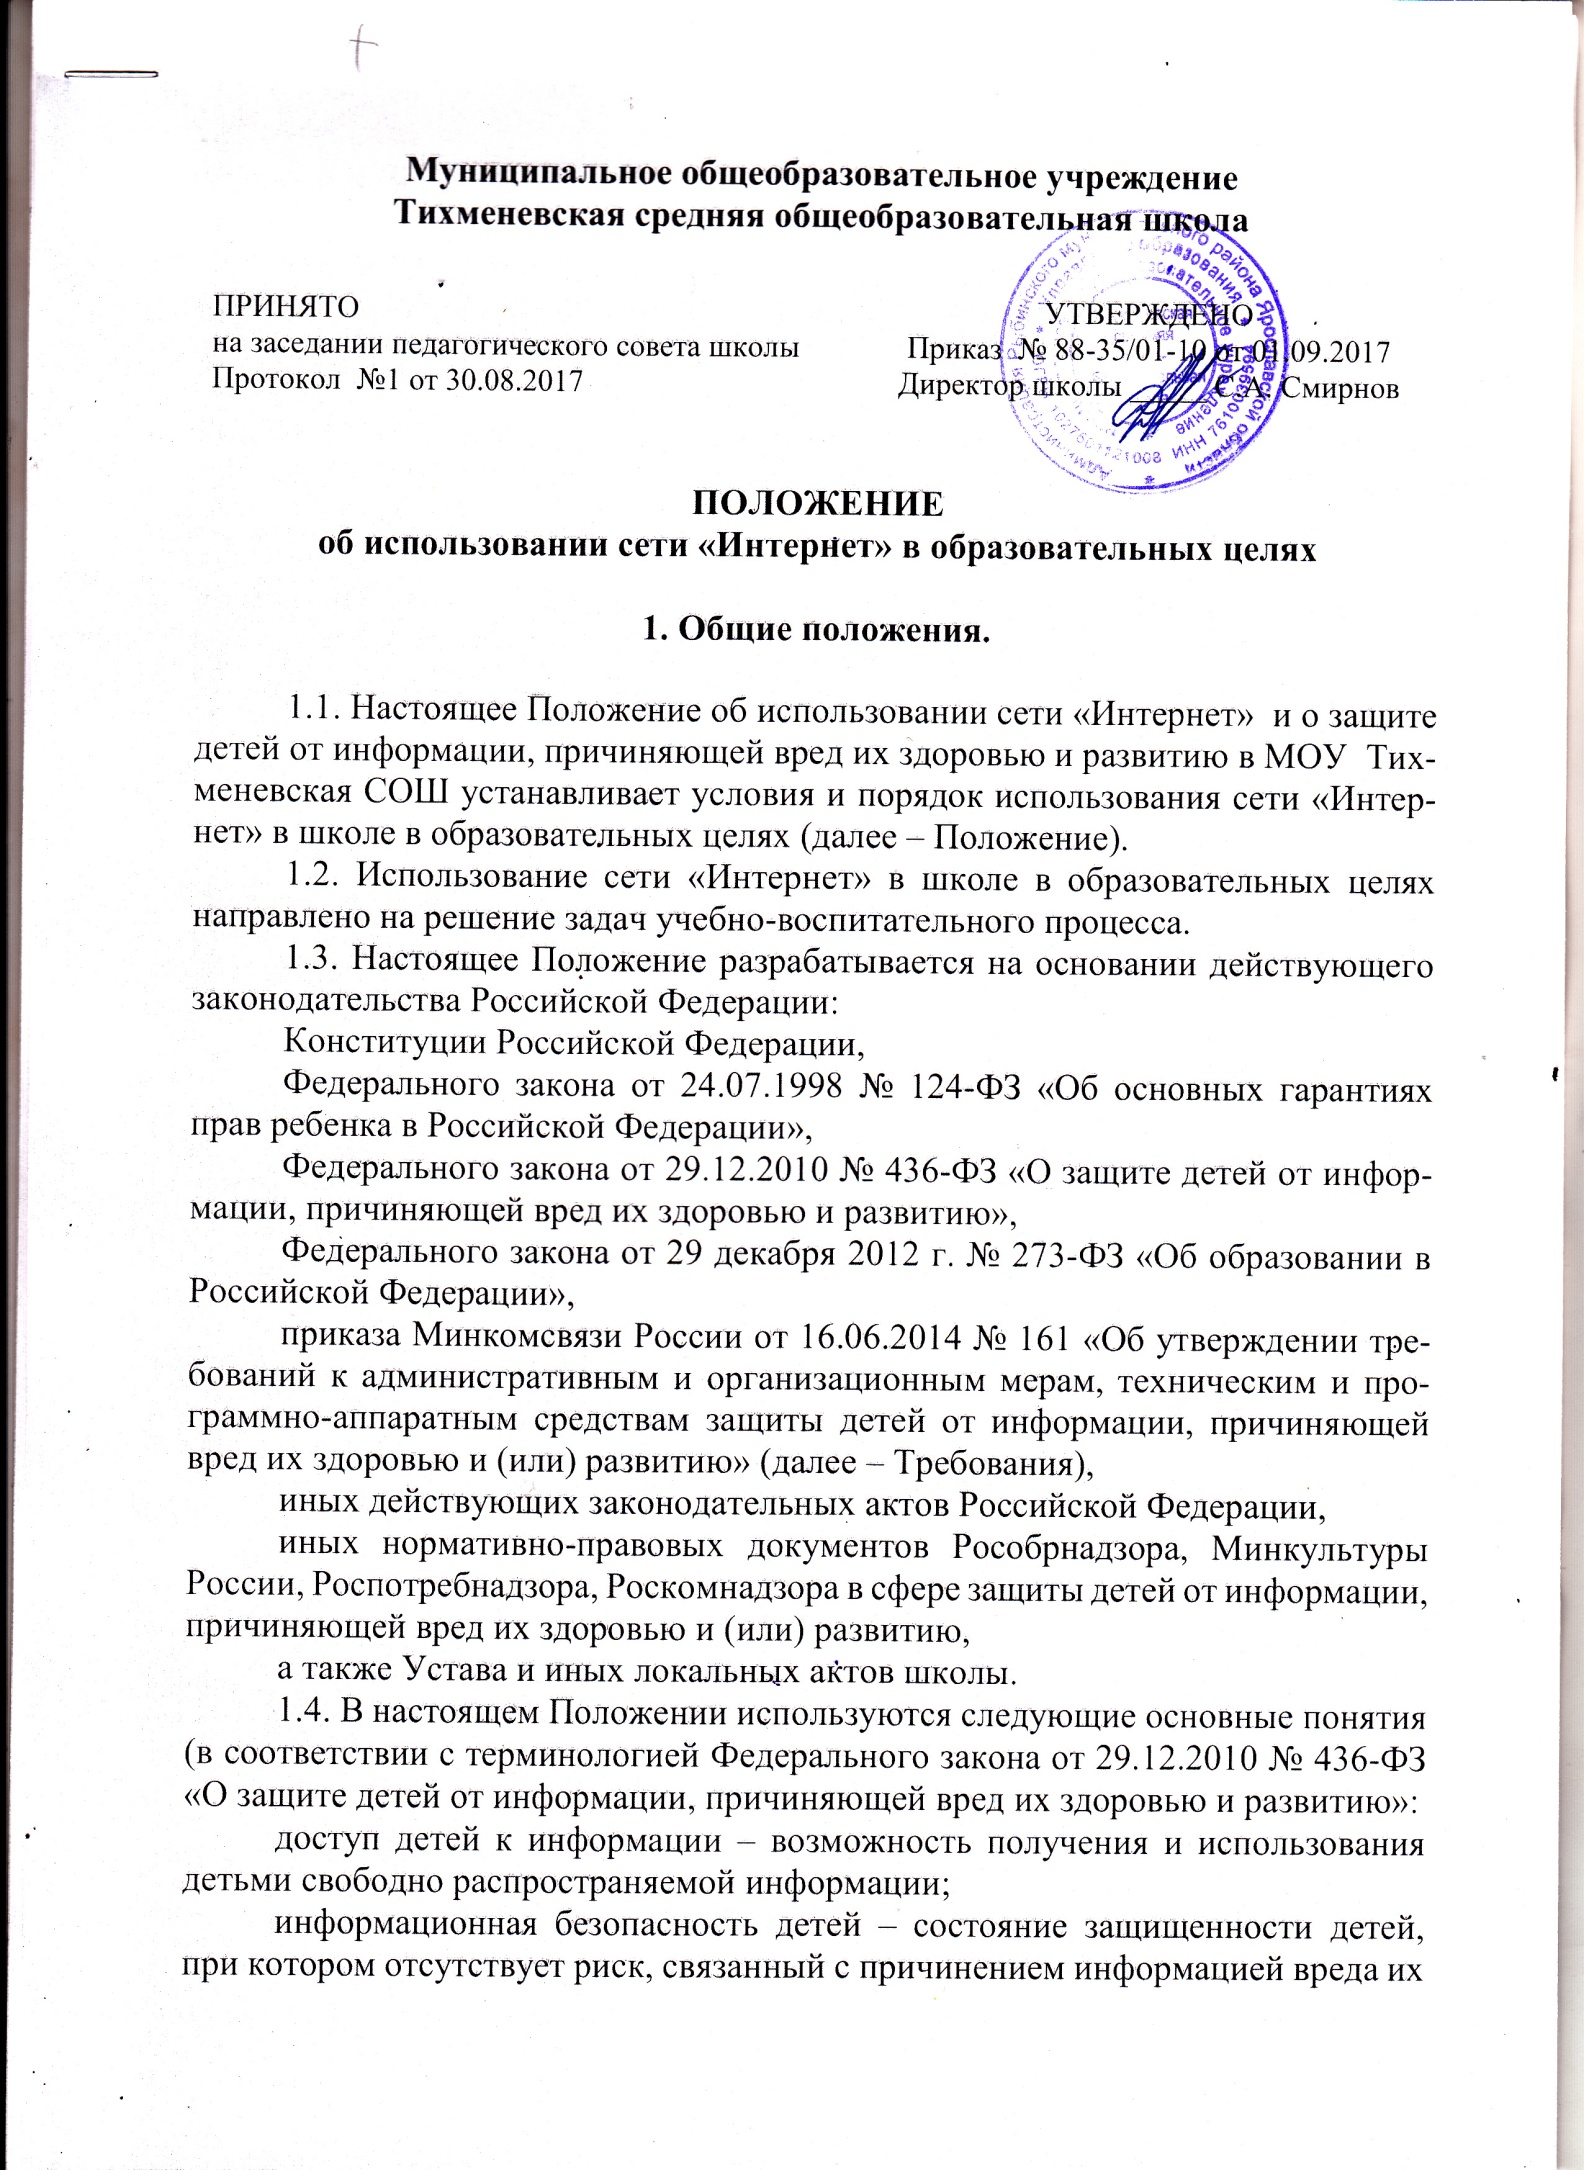 Муниципальное общеобразовательное учреждение
Тихменевская средняя общеобразовательная школа
ПРИНЯТО
на заседании педагогического совета школы
Протокол №1 от 30.08.2017
УТВЕРЖДЕНО
Приказ № 88-35/01-10 от 01.09.2017
Директор школы ______ С.А. Смирнов
района Ярославской области
ИНН 7610039594
ПОЛОЖЕНИЕ
об использовании сети «Интернет» в образовательных целях
1. Общие положения.
1.1. Настоящее Положение об использовании сети «Интернет» и о защите
детей от информации, причиняющей вред их здоровью и развитию в МОУ Тих-
меневская СОШ устанавливает условия и порядок использования сети «Интер-
нет» в школе в образовательных целях (далее – Положение).
1.2. Использование сети «Интернет» в школе в образовательных целях
направлено на решение задач учебно-воспитательного процесса.
1.3. Настоящее Положение разрабатывается на основании действующего
законодательства Российской Федерации:
Конституции Российской Федерации,
Федерального закона от 24.07.1998 № 124-ФЗ «Об основных гарантиях
прав ребенка в Российской Федерации»,
Федерального закона от 29.12.2010 № 436-ФЗ «О защите детей от инфор-
мации, причиняющей вред их здоровью и развитию»,
Федерального закона от 29 декабря 2012 г. № 273-ФЗ «Об образовании в
Российской Федерации»,
приказа Минкомсвязи России от 16.06.2014 № 161 «Об утверждении тре-
бований к административным и организационным мерам, техническим и про-
граммно-аппаратным средствам защиты детей от информации, причиняющей
вред их здоровью и (или) развитию» (далее – Требования),
иных действующих законодательных актов Российской Федерации,
иных нормативно-правовых документов Рособрнадзора, Минкультуры
России, Роспотребнадзора, Роскомнадзора в сфере защиты детей от информации,
причиняющей вред их здоровью и (или) развитию,
а также Устава и иных локальных актов школы.
1.4. В настоящем Положении используются следующие основные понятия
(в соответствии с терминологией Федерального закона от 29.12.2010 № 436-ФЗ
«О защите детей от информации, причиняющей вред их здоровью и развитию»:
доступ детей к информации – возможность получения и использования
детьми свободно распространяемой информации;
информационная безопасность детей – состояние защищенности детей,
при котором отсутствует риск, связанный с причинением информацией вреда их